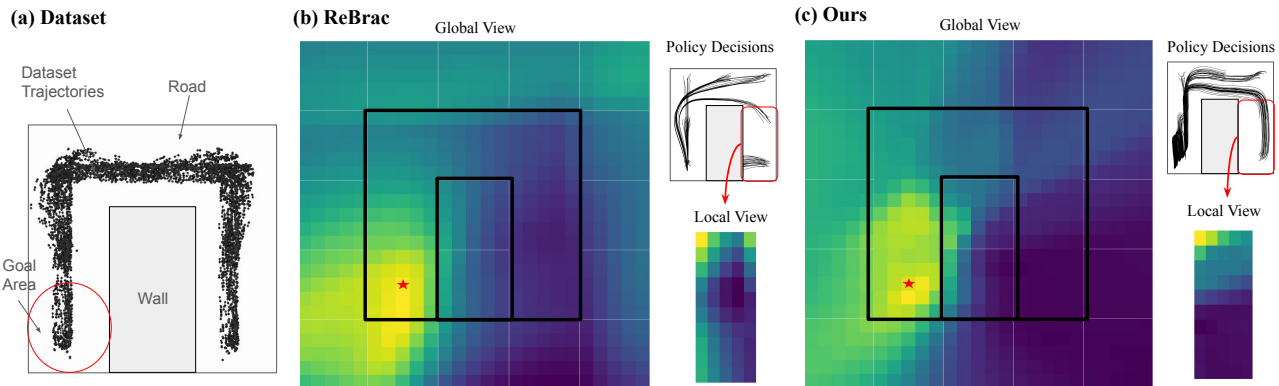 (a) Dataset
Dataset
Trajectories
Road
Goal
Area
Wall
(b) ReBrac
Global View
Policy Decisions
Local View
(c) Ours
Global View
Policy Decisions
Local View